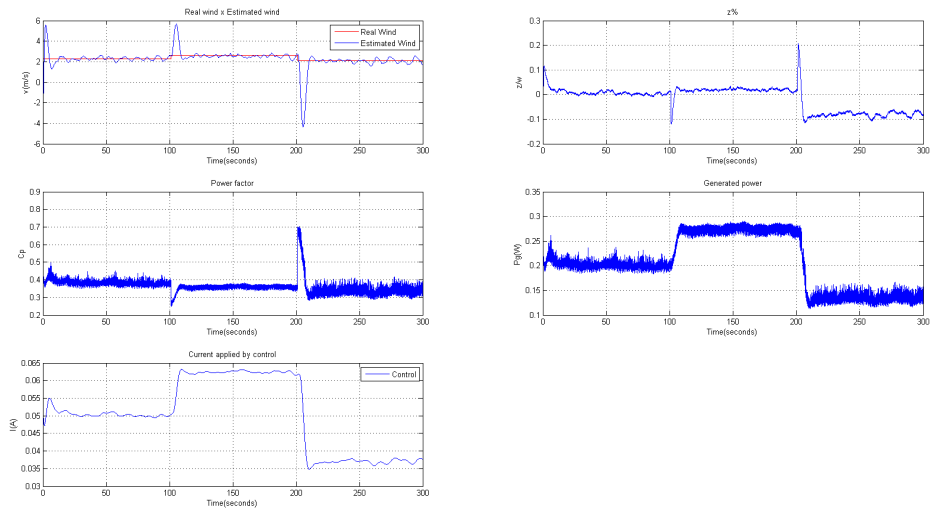 Real wind x Estimated wind
6
4
2
0
-2
-4
-6
v(m/s)
Real Wind
Estimated Wind
0 50 100 150 200 250 300
Time(seconds)
z%
0.3
0.2
0.1
0
-0.1
-0.2
z/w
0 50 100 150 200 250 300
Time(seconds)
Power factor
0.9
0.8
0.7
0.6
0.5
0.4
0.3
0.2
Cp
0 50 100 150 200 250 300
Time(seconds)
Generated power
0.35
0.3
0.25
0.2
0.15
0.1
0 50 100 150 200 250 300
Time(seconds)
Current applied by control
0.065
0.06
0.055
0.05
0.045
0.04
0.035
0.03
I(A)
Control
0 50 100 150 200 250 300
Time(seconds)